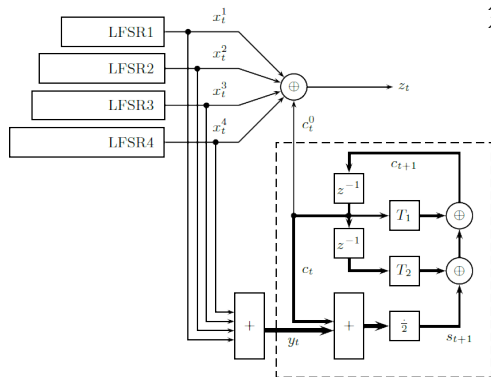 LFSR1 x_t^1
LFSR2 x_t^2
LFSR3 x_t^3
LFSR4 x_t^4
⊕ z_t
c_t^0
c_{t+1}
z^{-1}
T_1 ⊕
z^{-1}
T_2 ⊕
c_t
+ y_t + ÷2 s_{t+1}